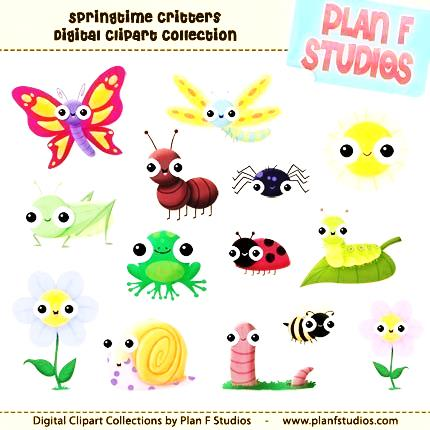 Springtime Critters
Digital Clipart Collection
PLAN F
STUDIOS
Digital Clipart Collections by Plan F Studios - www.planfstudios.com